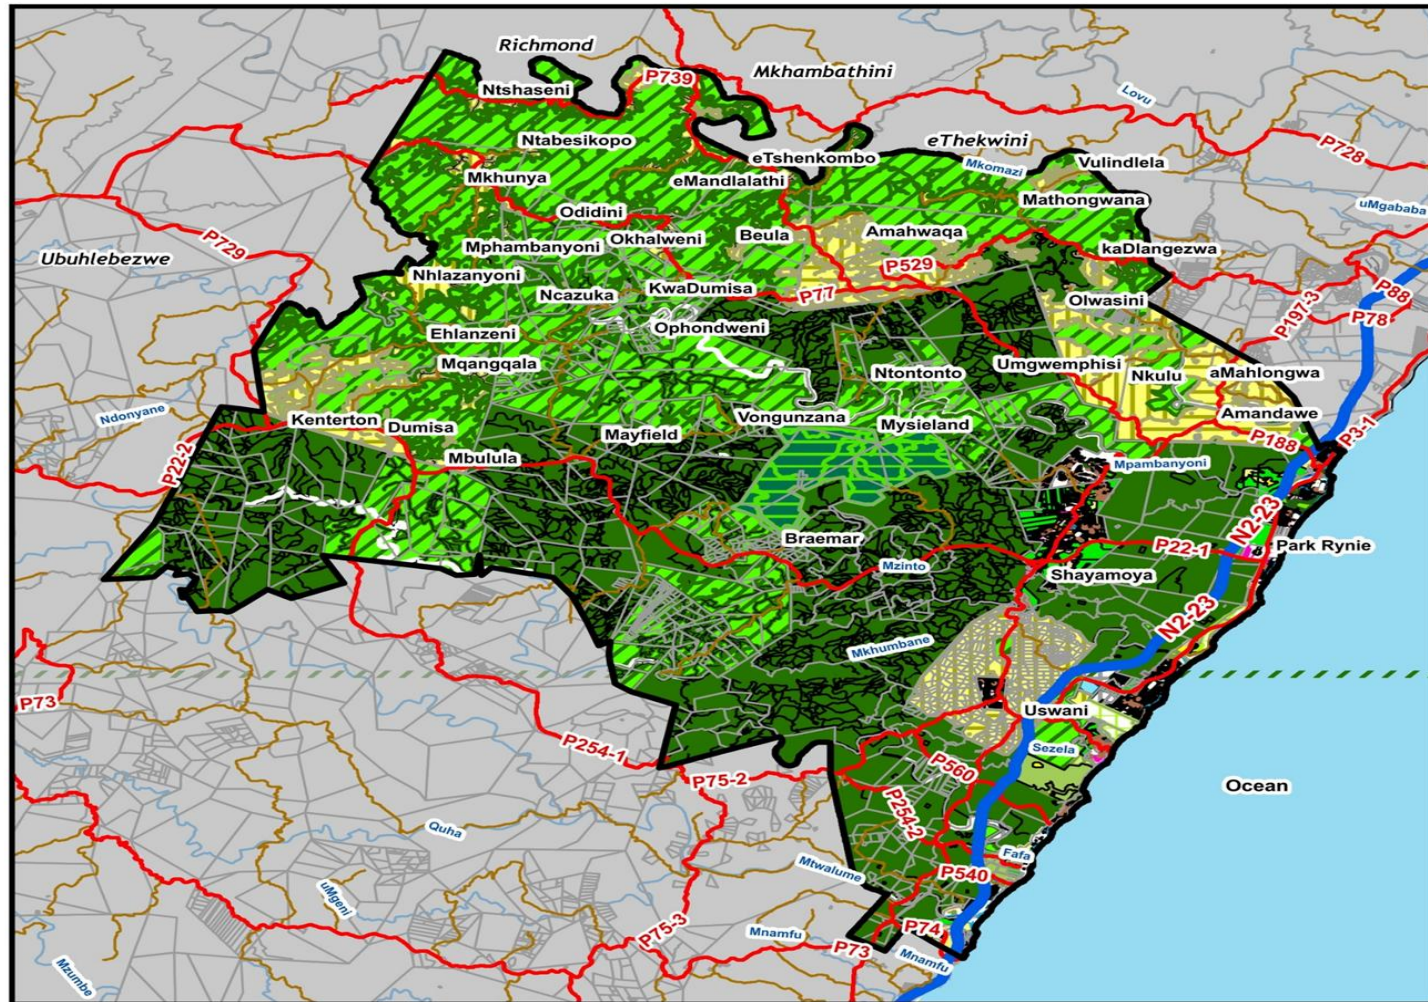 Richmond
Mkhambathini
P739
Ntshaseni
Lovu
Ntabesikopo
eThekwini
P728
eTshenkombo
Mkomazi
Vulindlela
Mkhunya
eMandlalathi
Mathongwana
uMgababa
Odidini
P729
Mphambanyoni
Okhalweni
Beula
Amahwaqa
kaDlangezwa
Ubuhlebezwe
Nhlazanyoni
P529
P88
Ncazuka
KwaDumisa
P77
Olwasini
P197-3
P78
Ehlanzeni
Ophondweni
Mqangqala
Ntontonto
Umgwemphisi
Nkulu
aMahlongwa
Ndonyane
Kenterton
Dumisa
Mayfield
Vongunzana
Mysieland
Amandawe
P188
P3-1
P22-2
Mbulula
Mpambanyoni
N2-23
Braemar
P22-1
Park Rynie
Mzinto
Shayamoya
N2-23
Mkhumbane
P73
Uswani
P254-1
Sezela
P75-2
P560
Ocean
P254-2
Quha
Fafa
Mtwalume
P540
uMgeni
P75-3
Mnamfu
P73
P74
Mnamfu
Mzumbe